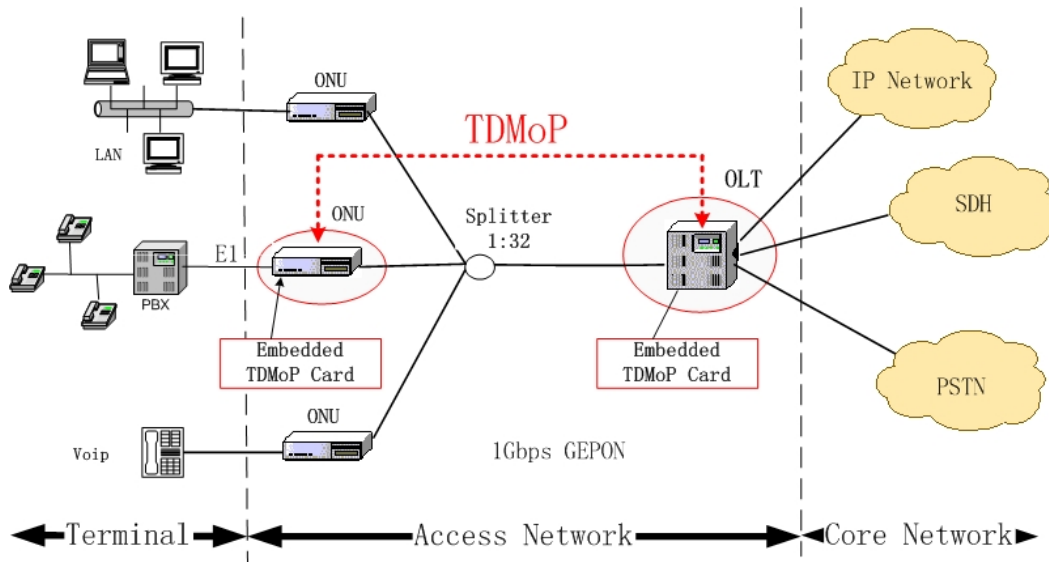 ONU
IP Network
TDMoP
LAN
OLT
ONU
Splitter
1:32
SDH
E1
PBX
Embedded
TDMoP Card
Embedded
TDMoP Card
PSTN
ONU
Voip
1Gbps GEPON
Terminal
Access Network
Core Network